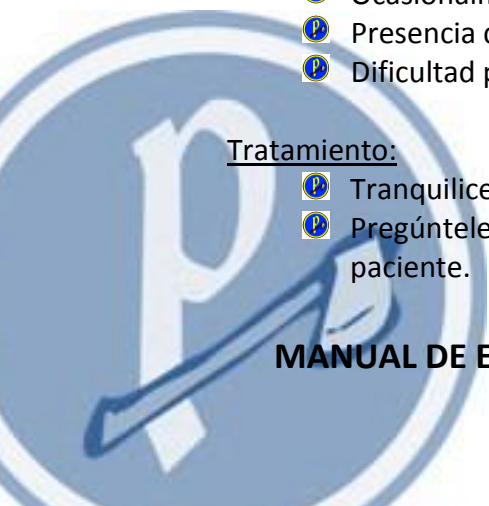 Presencia
Dificultad
Tratamiento:
Tranquilice
Pregúntele
paciente.
MANUAL DE
p